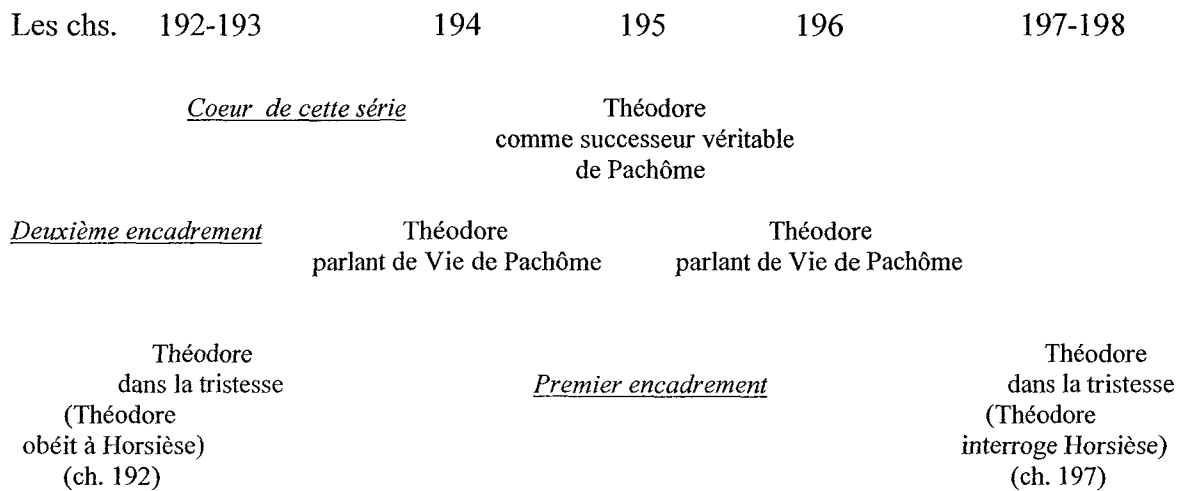 Les chs. 192-193 194 195 196 197-198
Coeur de cette série Théodore
comme successeur véritable
de Pachôme
Deuxième encadrement Théodore Théodore
parlant de Vie de Pachôme parlant de Vie de Pachôme
Théodore Théodore
dans la tristesse Premier encadrement dans la tristesse
(Théodore (Théodore
obéit à Horsièse) interroge Horsièse)
(ch. 192) (ch. 197)